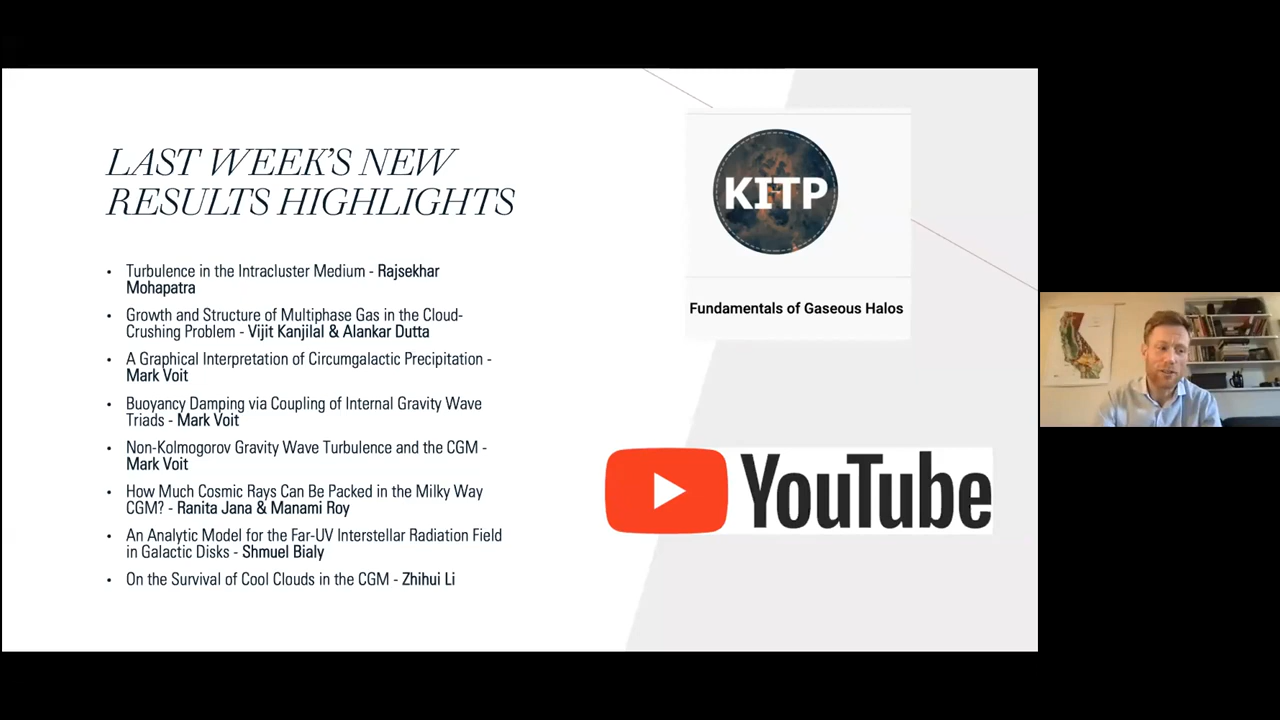 LAST WEEK'S NEW
RESULTS HIGHLIGHTS
• Turbulence in the Intracluster Medium - Rajsekhar
Mohapatra
• Growth and Structure of Multiphase Gas in the Cloud-
Crushing Problem - Vijit Kanjilal & Alankar Dutta
• A Graphical Interpretation of Circumgalactic Precipitation -
Mark Voit
• Buoyancy Damping via Coupling of Internal Gravity Wave
Triads - Mark Voit
• Non-Kolmogorov Gravity Wave Turbulence and the CGM -
Mark Voit
• How Much Cosmic Rays Can Be Packed in the Milky Way
CGM? - Ranita Jana & Manami Roy
• An Analytic Model for the Far-UV Interstellar Radiation Field
in Galactic Disks - Shmuel Bialy
• On the Survival of Cool Clouds in the CGM - Zhihui Li
KITP
Fundamentals of Gaseous Halos
YouTube